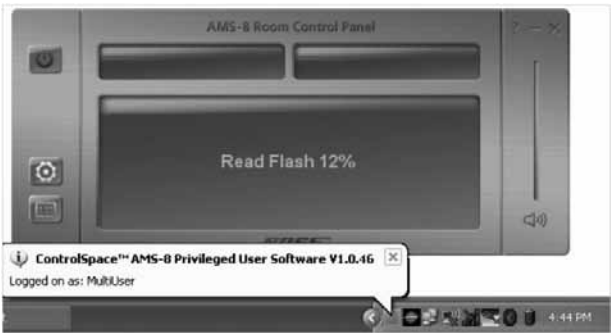 AMS-8 Room Control Panel
? – ×
Read Flash 12%
ControlSpace™ AMS-8 Privileged User Software V1.0.46
Logged on as: MultiUser
4:44 PM